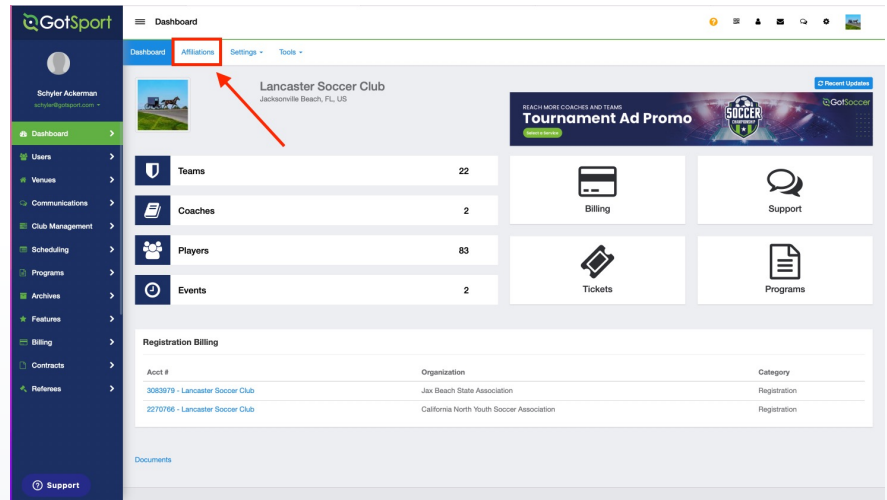 GotSport
Dashboard
Schyler Ackerman
schyler@gotsport.com
Dashboard
Users
Venues
Communications
Club Management
Scheduling
Programs
Archives
Features
Billing
Contracts
Referees
Support
Dashboard Affiliations Settings Tools
Lancaster Soccer Club
Jacksonville Beach, FL, US
Recent Updates
REACH MORE COACHES AND TEAMS
Tournament Ad Promo
Select a Service
SOCCER
CHAMPIONSHIP
GotSoccer
Teams 22
Coaches 2
Players 83
Events 2
Billing
Support
Tickets
Programs
Registration Billing
Acct # Organization Category
3083979 - Lancaster Soccer Club Jax Beach State Association Registration
2270766 - Lancaster Soccer Club California North Youth Soccer Association Registration
Documents